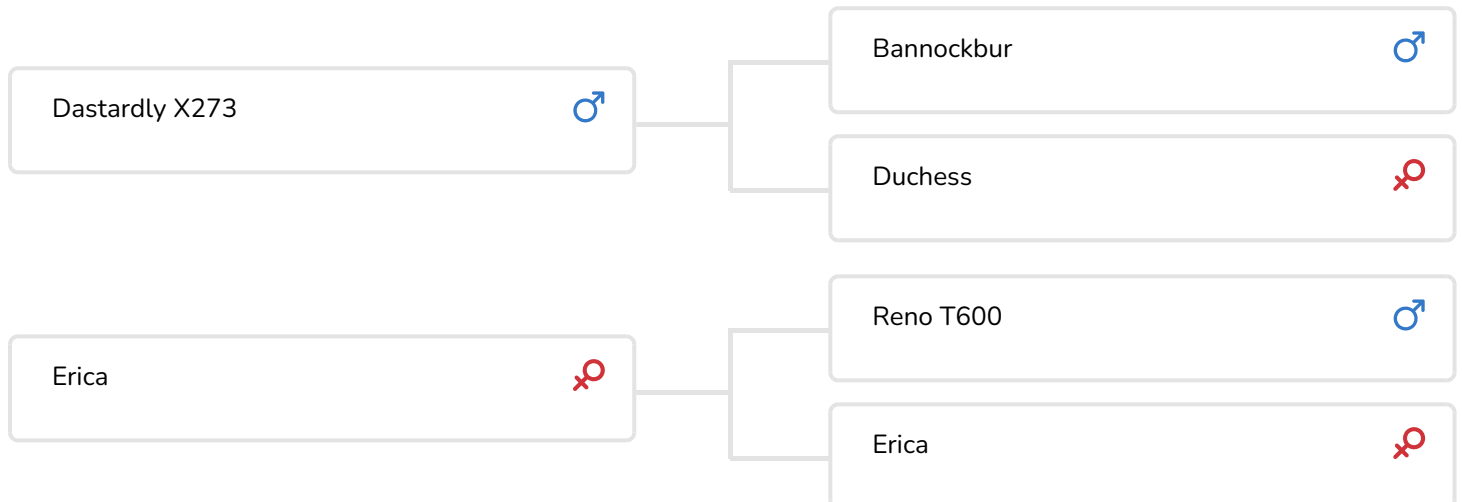 Bannockbur
Dastardly X273
Duchess
Reno T600
Erica
Erica